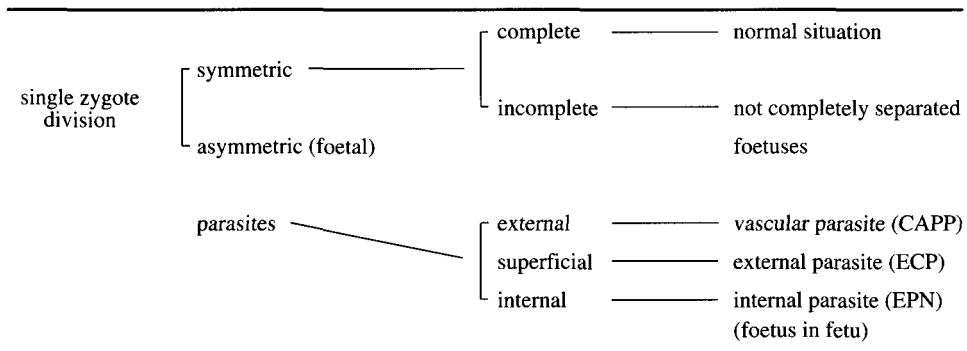 complete normal situation
symmetric
single zygote
division
incomplete not completely separated
foetuses
asymmetric (foetal)
parasites external vascular parasite (CAPP)
superficial external parasite (ECP)
internal internal parasite (EPN)
(foetus in fetu)